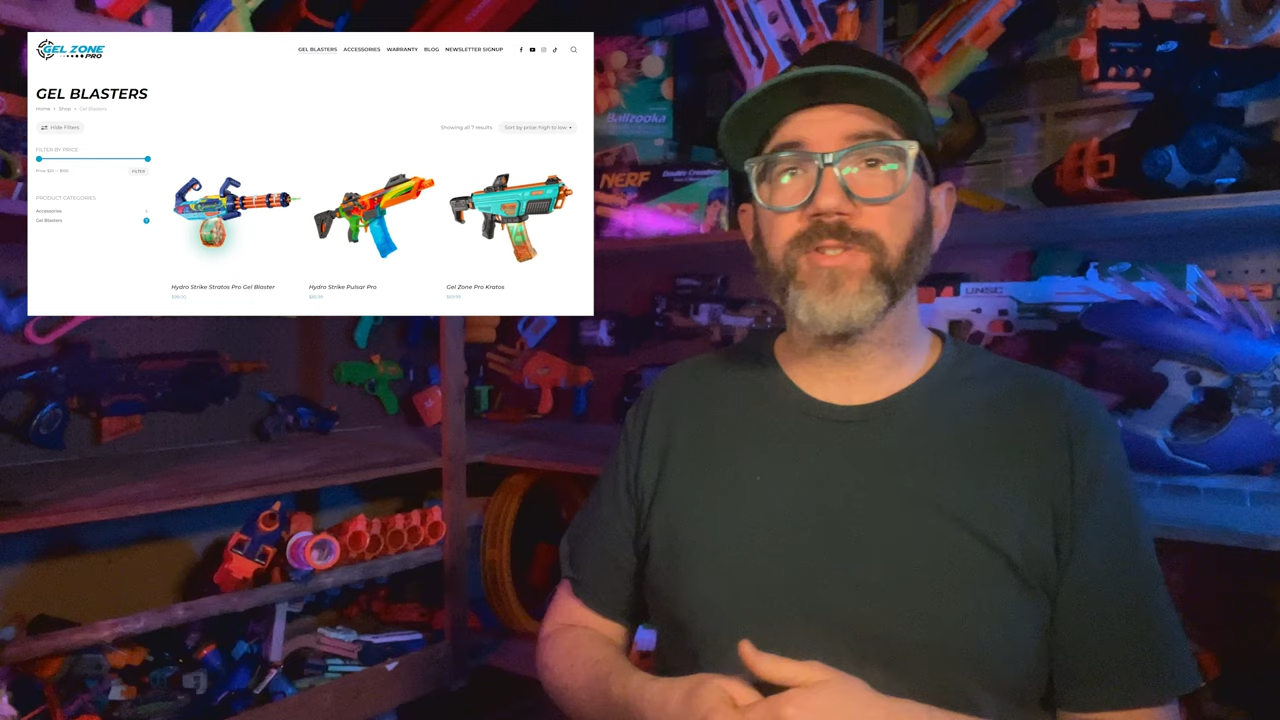 GEL ZONE
PRO
GEL BLASTERS ACCESSORIES WARRANTY BLOG NEWSLETTER SIGNUP
GEL BLASTERS
Home > Shop > Gel Blasters
Hide Filters
Showing all 7 results
Sort by price: high to low
FILTER BY PRICE
FILTER
PRODUCT CATEGORIES
Accessories
Gel Blasters
Hydro Strike Stratos Pro Gel Blaster
Hydro Strike Pulsar Pro
Gel Zone Pro Kratos
Ballzooka
NERF
UNSC